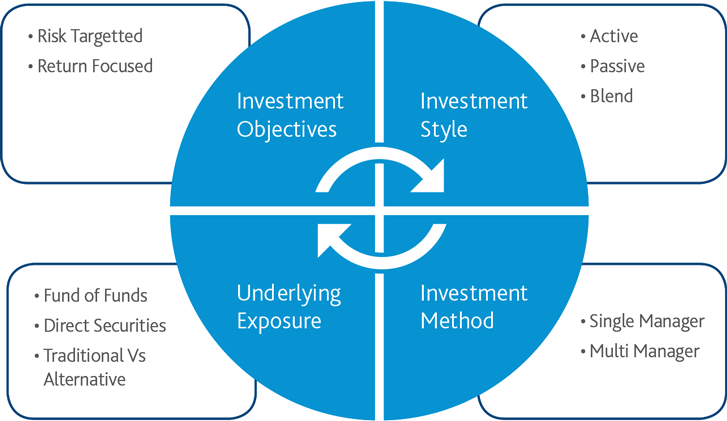 • Risk Targetted
• Return Focused
Investment
Objectives
Investment
Style
• Active
• Passive
• Blend
• Fund of Funds
• Direct Securities
• Traditional Vs
Alternative
Underlying
Exposure
Investment
Method
• Single Manager
• Multi Manager